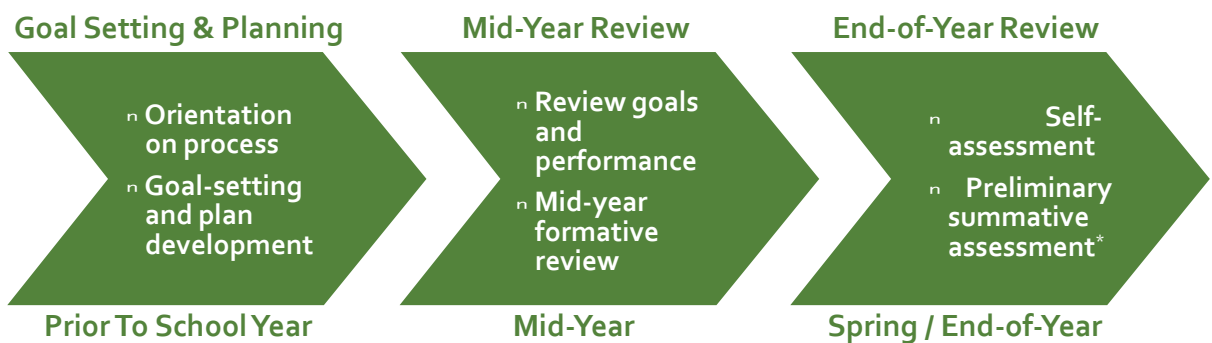 Goal Setting & Planning
n Orientation
on process
n Goal-setting
and plan
development
Prior To School Year
Mid-Year Review
n Review goals
and
performance
n Mid-year
formative
review
Mid-Year
End-of-Year Review
n Self-
assessment
n Preliminary
summative
assessment*
Spring / End-of-Year